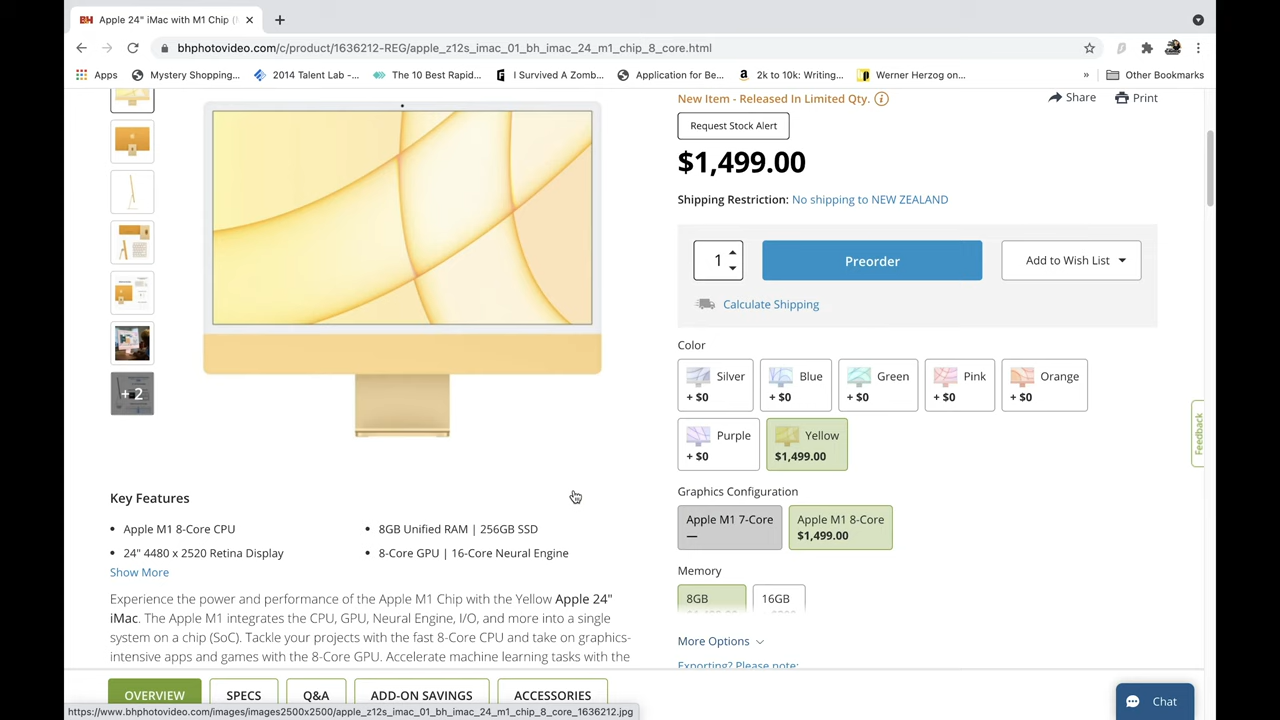 BH Apple 24" iMac with M1 Chip (
bhphotovideo.com/c/product/1636212-REG/apple_z12s_imac_01_bh_imac_24_m1_chip_8_core.html
Apps Mystery Shopping... 2014 Talent Lab -... The 10 Best Rapid... I Survived A Zomb... Application for Be... 2k to 10k: Writing... Werner Herzog on... » Other Bookmarks
New Item - Released In Limited Qty.
Share Print
Request Stock Alert
$1,499.00
Shipping Restriction: No shipping to NEW ZEALAND
1 Preorder Add to Wish List
Calculate Shipping
Color
Silver Blue Green Pink Orange
+ $0 + $0 + $0 + $0 + $0
Purple Yellow
+ $0 $1,499.00
Graphics Configuration
Apple M1 7-Core Apple M1 8-Core
— $1,499.00
Memory
8GB 16GB
More Options
Exporting? Please note:
+ 2
Key Features
• Apple M1 8-Core CPU
• 8GB Unified RAM | 256GB SSD
• 24" 4480 x 2520 Retina Display
• 8-Core GPU | 16-Core Neural Engine
Show More
Experience the power and performance of the Apple M1 Chip with the Yellow Apple 24"
iMac. The Apple M1 integrates the CPU, GPU, Neural Engine, I/O, and more into a single
system on a chip (SoC). Tackle your projects with the fast 8-Core CPU and take on graphics-
intensive apps and games with the 8-Core GPU. Accelerate machine learning tasks with the
Feedback
OVERVIEW SPECS Q&A ADD-ON SAVINGS ACCESSORIES
Chat
https://www.bhphotovideo.com/images/images2500x2500/apple_z12s_imac_01_bh_imac_24_m1_chip_8_core_1636212.jpg